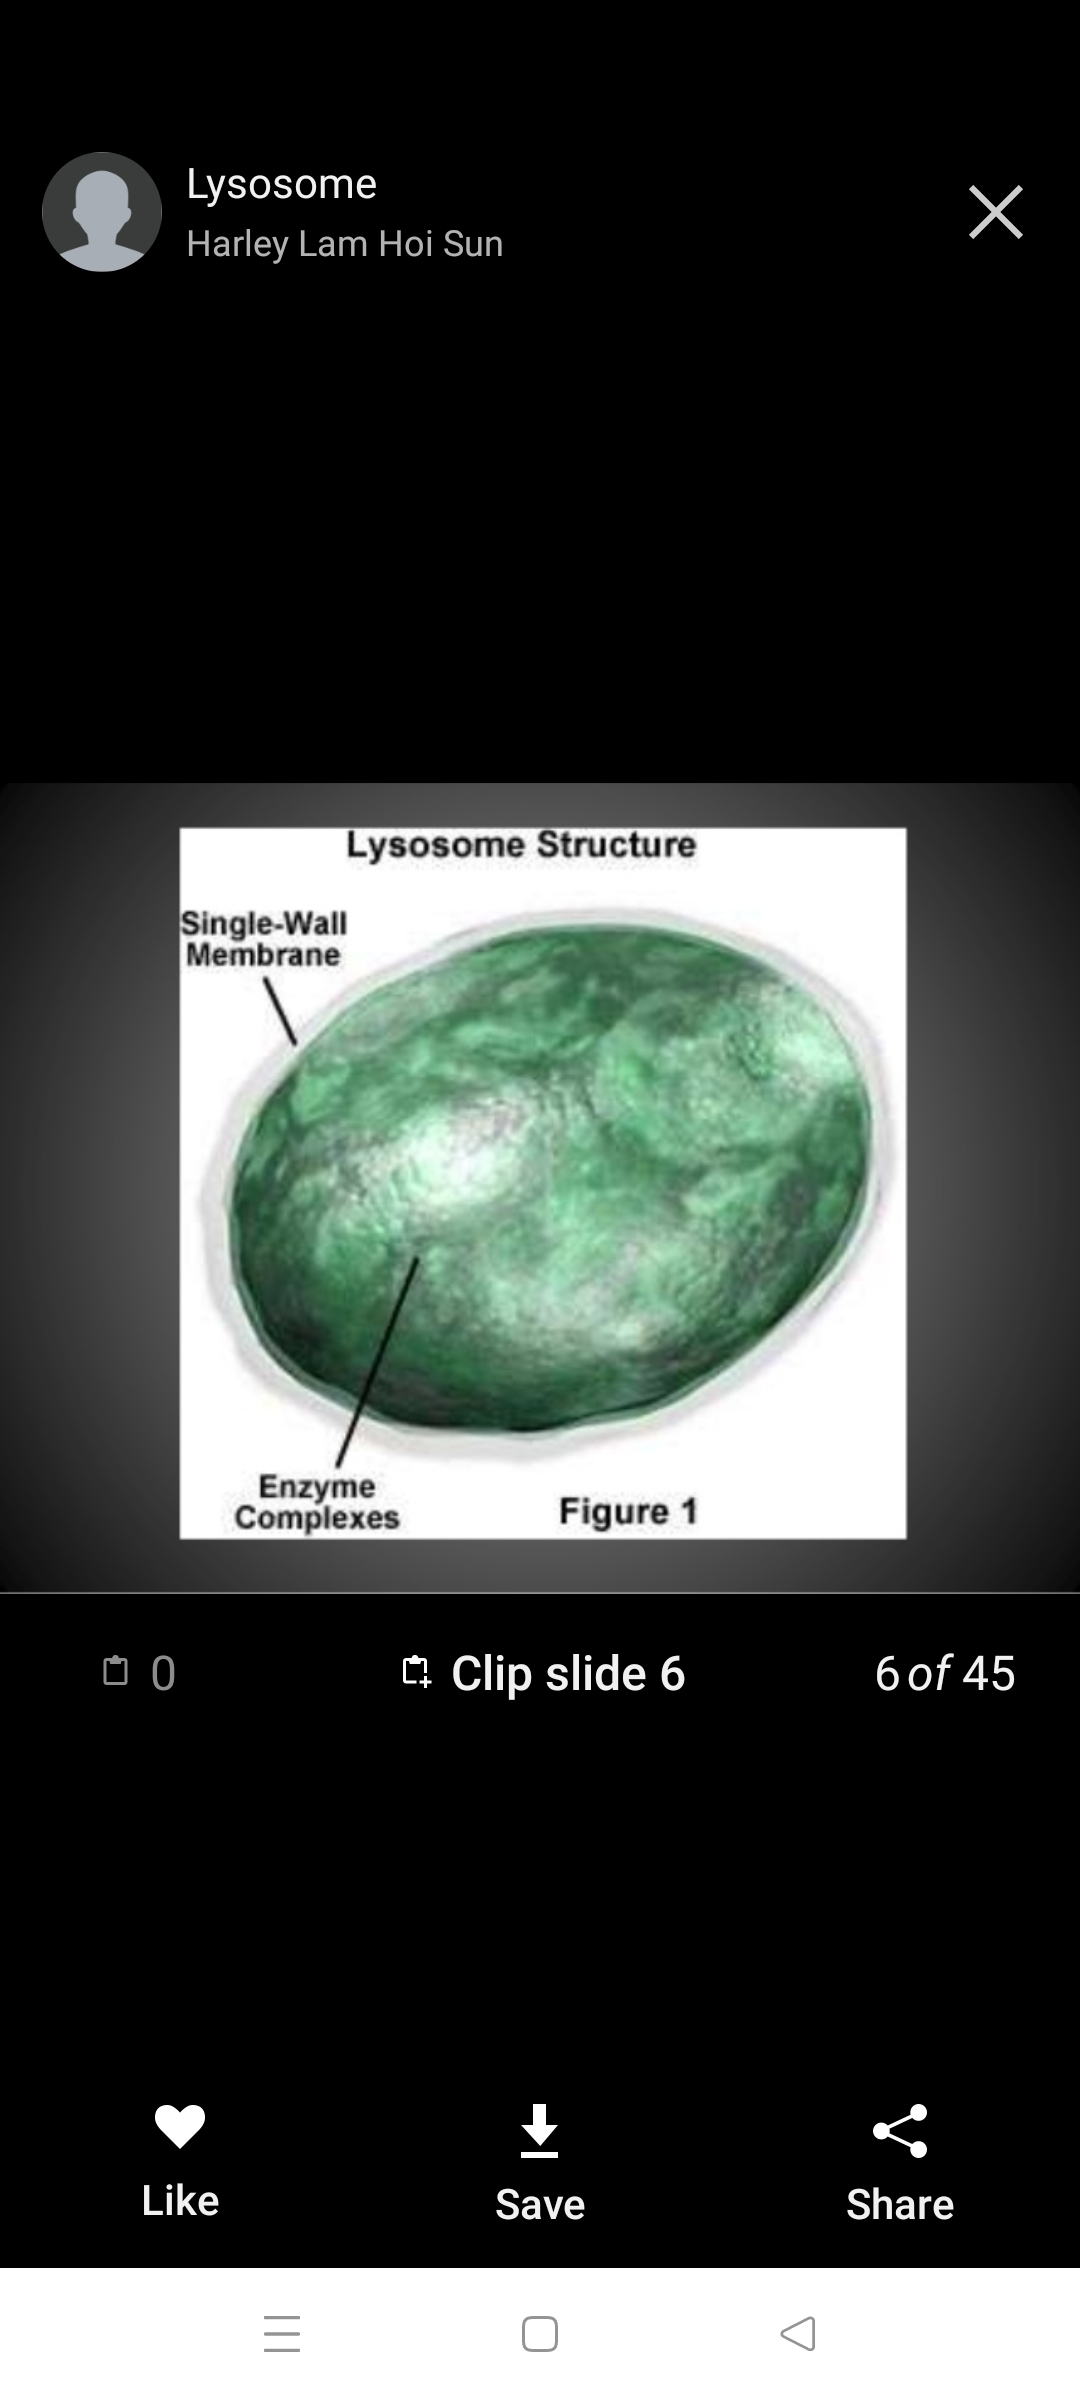 Lysosome
Harley Lam Hoi Sun
Lysosome Structure
Single-Wall
Membrane
Enzyme
Complexes
Figure 1
0
Clip slide 6
6 of 45
Like
Save
Share